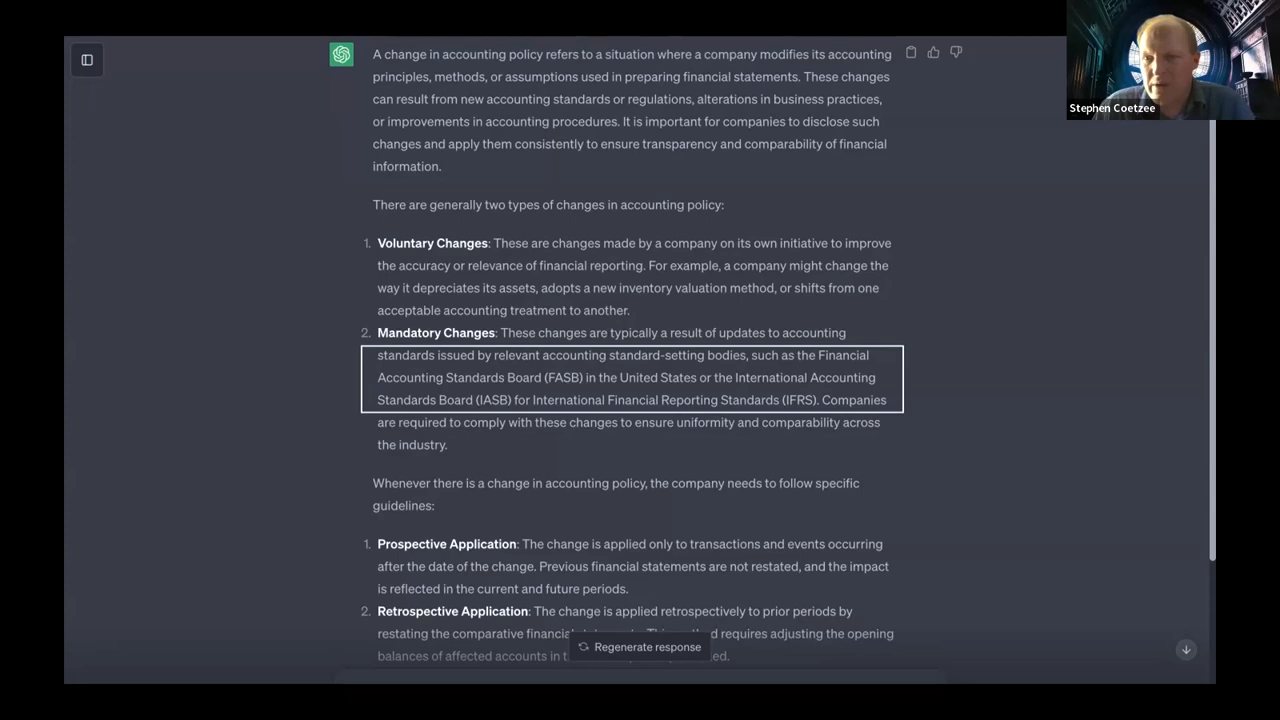 A change in accounting policy refers to a situation where a company modifies its accounting
principles, methods, or assumptions used in preparing financial statements. These changes
can result from new accounting standards or regulations, alterations in business practices,
or improvements in accounting procedures. It is important for companies to disclose such
changes and apply them consistently to ensure transparency and comparability of financial
information.
Stephen Coetzee
There are generally two types of changes in accounting policy:
1. Voluntary Changes: These are changes made by a company on its own initiative to improve
the accuracy or relevance of financial reporting. For example, a company might change the
way it depreciates its assets, adopts a new inventory valuation method, or shifts from one
acceptable accounting treatment to another.
2. Mandatory Changes: These changes are typically a result of updates to accounting
standards issued by relevant accounting standard-setting bodies, such as the Financial
Accounting Standards Board (FASB) in the United States or the International Accounting
Standards Board (IASB) for International Financial Reporting Standards (IFRS). Companies
are required to comply with these changes to ensure uniformity and comparability across
the industry.
Whenever there is a change in accounting policy, the company needs to follow specific
guidelines:
1. Prospective Application: The change is applied only to transactions and events occurring
after the date of the change. Previous financial statements are not restated, and the impact
is reflected in the current and future periods.
2. Retrospective Application: The change is applied retrospectively to prior periods by
restating the comparative financial requires adjusting the opening
Regenerate response
balances of affected accounts in